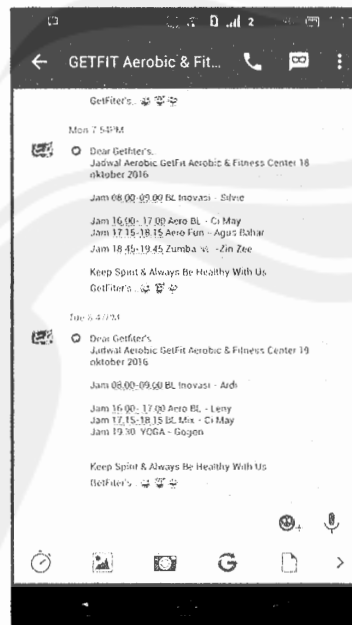 2
GETFIT Aerobic & Fit...
GetFiter's..
Mon 7:54PM
Dear Getfiter's..
Jadwal Aerobic GetFit Aerobic & Fitness Center 18
oktober 2016
Jam 08.00-09.00 BL Inovasi - Silvie
Jam 16.00- 17.00 Aero BL - Ci May
Jam 17.15-18.15 Aero Fun - Agus Bahar
Jam 18.45-19.45 Zumba - Zin Zee
Keep Spirit & Always Be Healthy With Us
GetFiter's..
Tue
Dear Getfiter's
Jadwal Aerobic GetFit Aerobic & Fitness Center 19
oktober 2016
Jam 08.00-09.00 BL Inovasi - Ardi
Jam 16.00- 17.00 Aero BL - Leny
Jam 17.15-18.15 BL Mix - Ci May
Jam 19.30 YOGA - Gogon
Keep Spirit & Always Be Healthy With Us
GetFiter's..
G